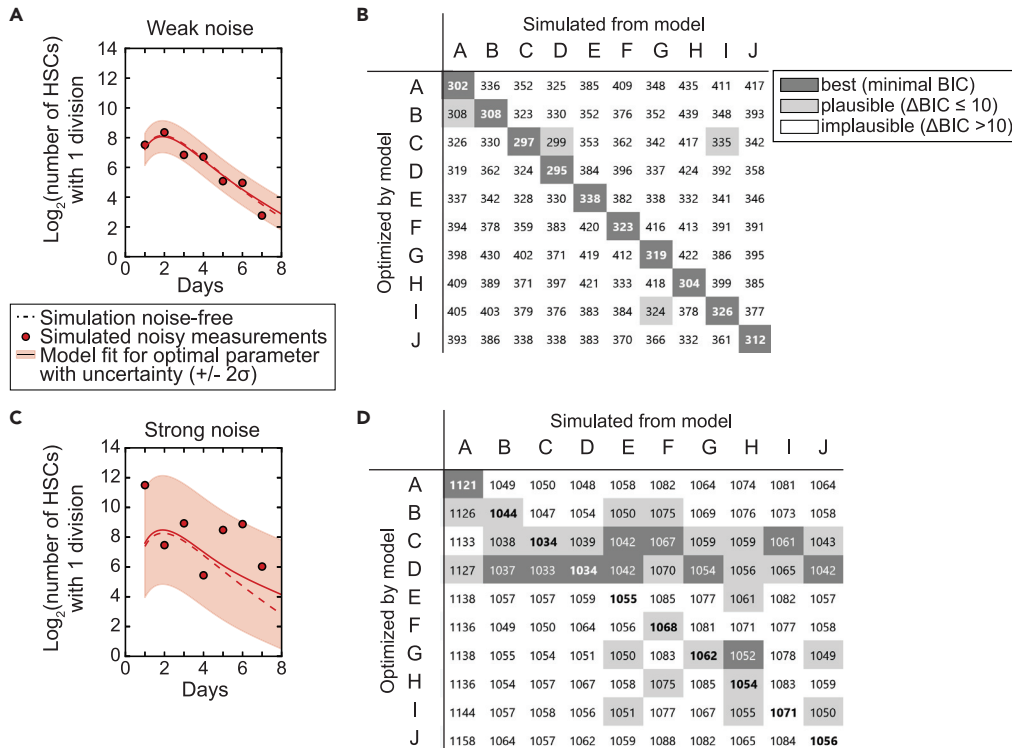 A
Weak noise
Log2(number of HSCs)
with 1 division
14
12
10
8
6
4
2
0
0 2 4 6 8
Days
Simulation noise-free
Simulated noisy measurements
Model fit for optimal parameter
with uncertainty (+/- 2σ)
B
Simulated from model
A B C D E F G H I J
Optimized by model
A 302 336 352 325 385 409 348 435 411 417
B 308 308 323 330 352 376 352 439 348 393
C 326 330 297 299 353 362 342 417 335 342
D 319 362 324 295 384 396 337 424 392 358
E 337 342 328 330 338 382 338 332 341 346
F 394 378 359 383 420 323 416 413 391 391
G 398 430 402 371 419 412 319 422 386 395
H 409 389 371 397 421 333 418 304 399 385
I 405 403 379 376 383 384 324 378 326 377
J 393 386 338 338 383 370 366 332 361 312
best (minimal BIC)
plausible (ΔBIC ≤ 10)
implausible (ΔBIC >10)
C
Strong noise
Log2(number of HSCs)
with 1 division
14
12
10
8
6
4
2
0
0 2 4 6 8
Days
D
Simulated from model
A B C D E F G H I J
Optimized by model
A 1121 1049 1050 1048 1058 1082 1064 1074 1081 1064
B 1126 1044 1047 1054 1050 1075 1069 1076 1073 1058
C 1133 1038 1034 1039 1042 1067 1059 1059 1061 1043
D 1127 1037 1033 1034 1042 1070 1054 1056 1065 1042
E 1138 1057 1057 1059 1055 1085 1077 1061 1082 1057
F 1136 1049 1050 1064 1056 1068 1081 1071 1077 1058
G 1138 1055 1054 1051 1050 1083 1062 1052 1078 1049
H 1136 1054 1057 1067 1058 1075 1085 1054 1083 1059
I 1144 1057 1058 1056 1051 1077 1067 1055 1071 1050
J 1158 1064 1057 1062 1059 1088 1082 1065 1084 1056